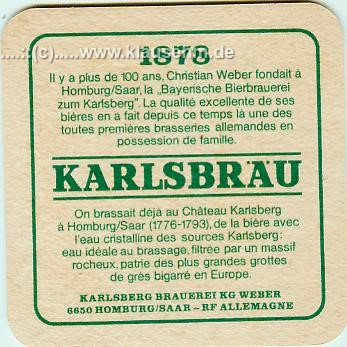 1878
....:.:(c).....www.klausehm.de
Il y a plus de 100 ans, Christian Weber fondait à
Homburg/Saar, la „Bayerische Bierbrauerei
zum Karlsberg". La qualité excellente de ses
bières en a fait depuis ce temps là une des
toutes premières brasseries allemandes en
possession de famille.
KARLSBRÄU
On brassait déjà au Château Karlsberg
à Homburg/Saar (1776-1793), de la bière avec
l'eau cristalline des sources Karlsberg:
eau idéale au brassage, filtrée par un massif
rocheux, patrie des plus grandes grottes
de grès bigarré en Europe.
KARLSBERG BRAUEREI KG WEBER
6650 HOMBURG/SAAR - RF ALLEMAGNE